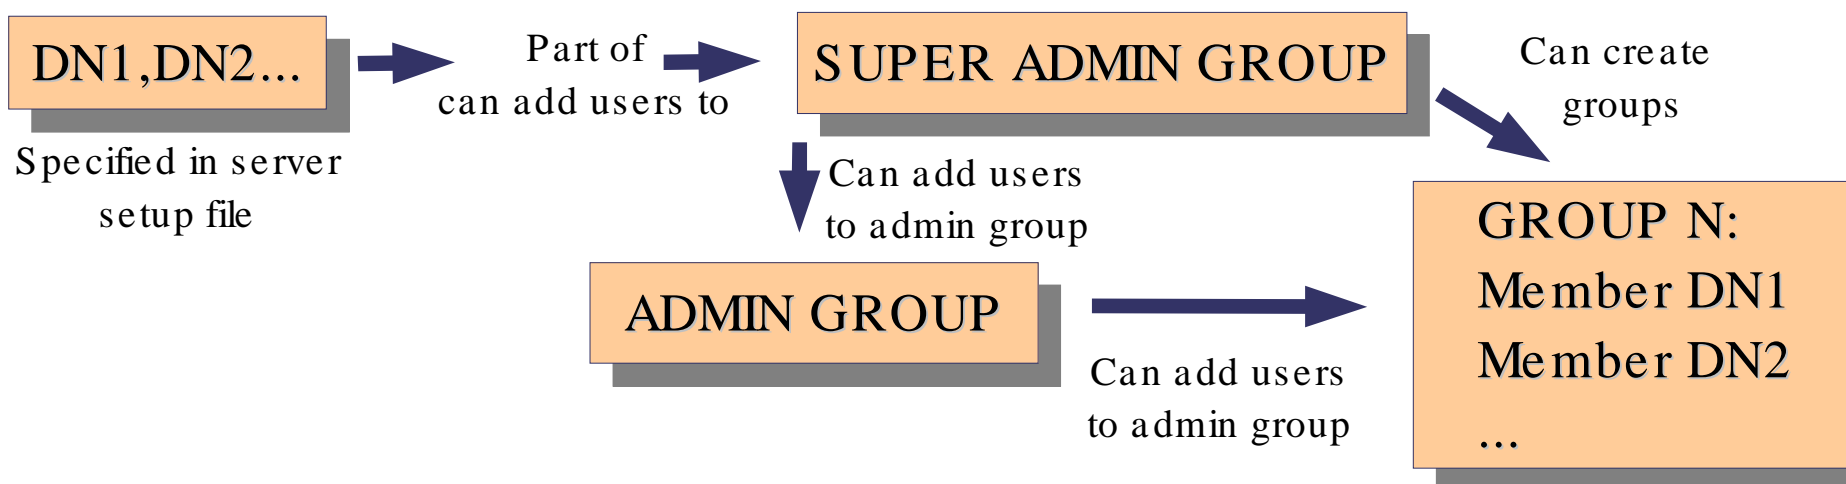 DN1,DN2...
Specified in server
setup file
Part of
can add users to
SUPER ADMIN GROUP
Can create
groups
Can add users
to admin group
ADMIN GROUP
Can add users
to admin group
GROUP N:
Member DN1
Member DN2
...